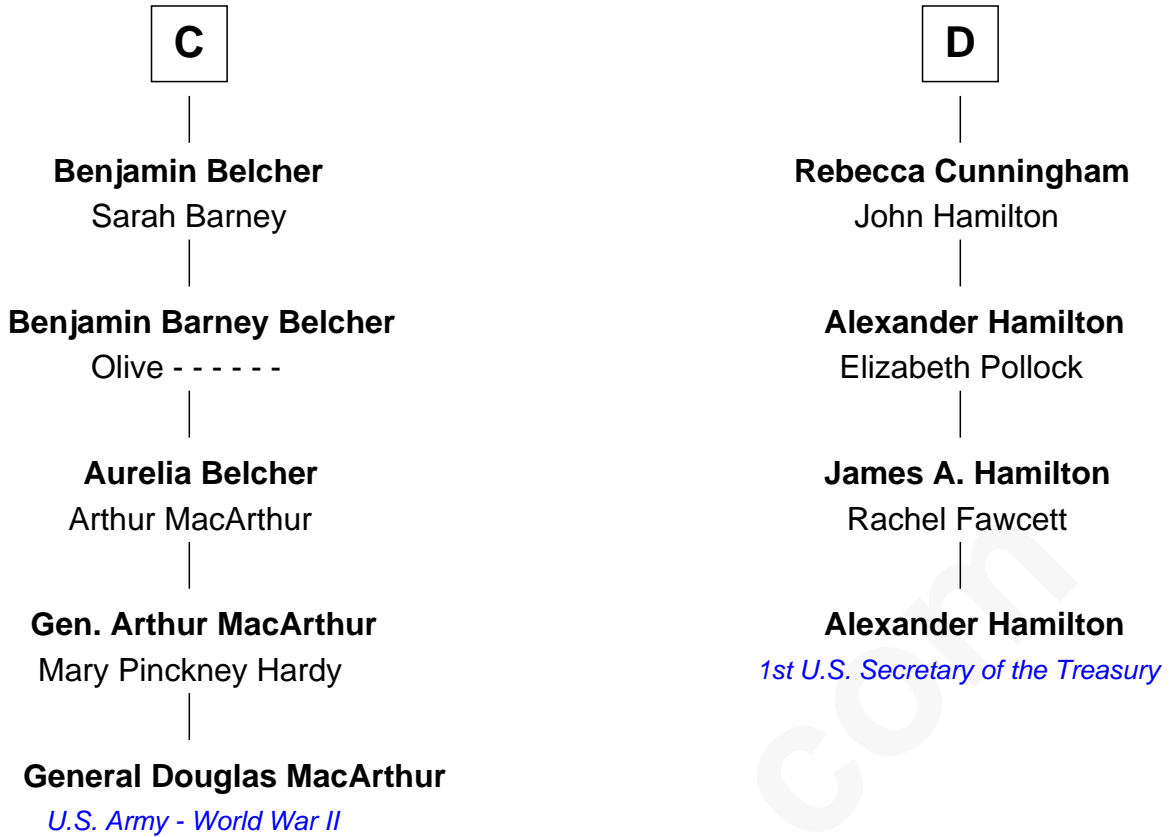 C
Benjamin Belcher
Sarah Barney
Benjamin Barney Belcher
Olive - - - - - -
Aurelia Belcher
Arthur MacArthur
Gen. Arthur MacArthur
Mary Pinckney Hardy
General Douglas MacArthur
U.S. Army - World War II
D
Rebecca Cunningham
John Hamilton
Alexander Hamilton
Elizabeth Pollock
James A. Hamilton
Rachel Fawcett
Alexander Hamilton
1st U.S. Secretary of the Treasury
com